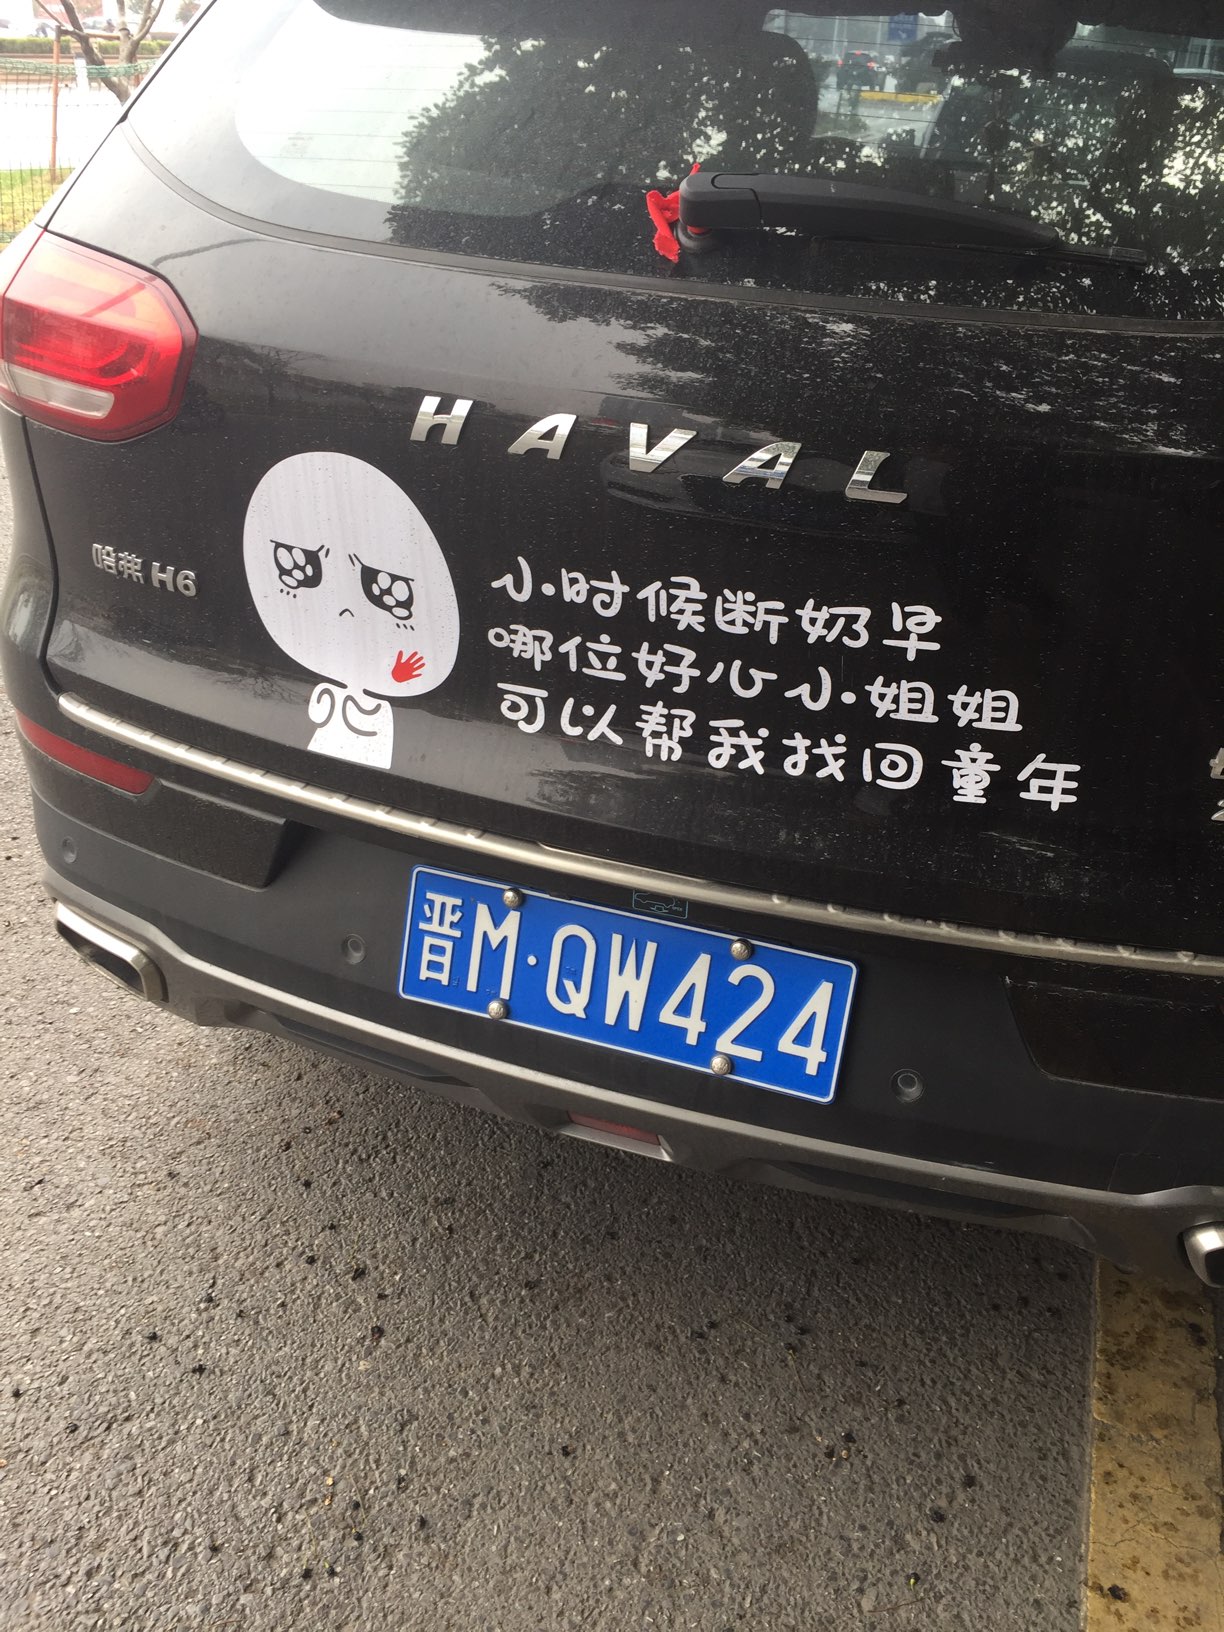 HAVAL
哈弗 H6
小时候断奶早
哪位好心小姐姐
可以帮我找回童年
晋M·QW424